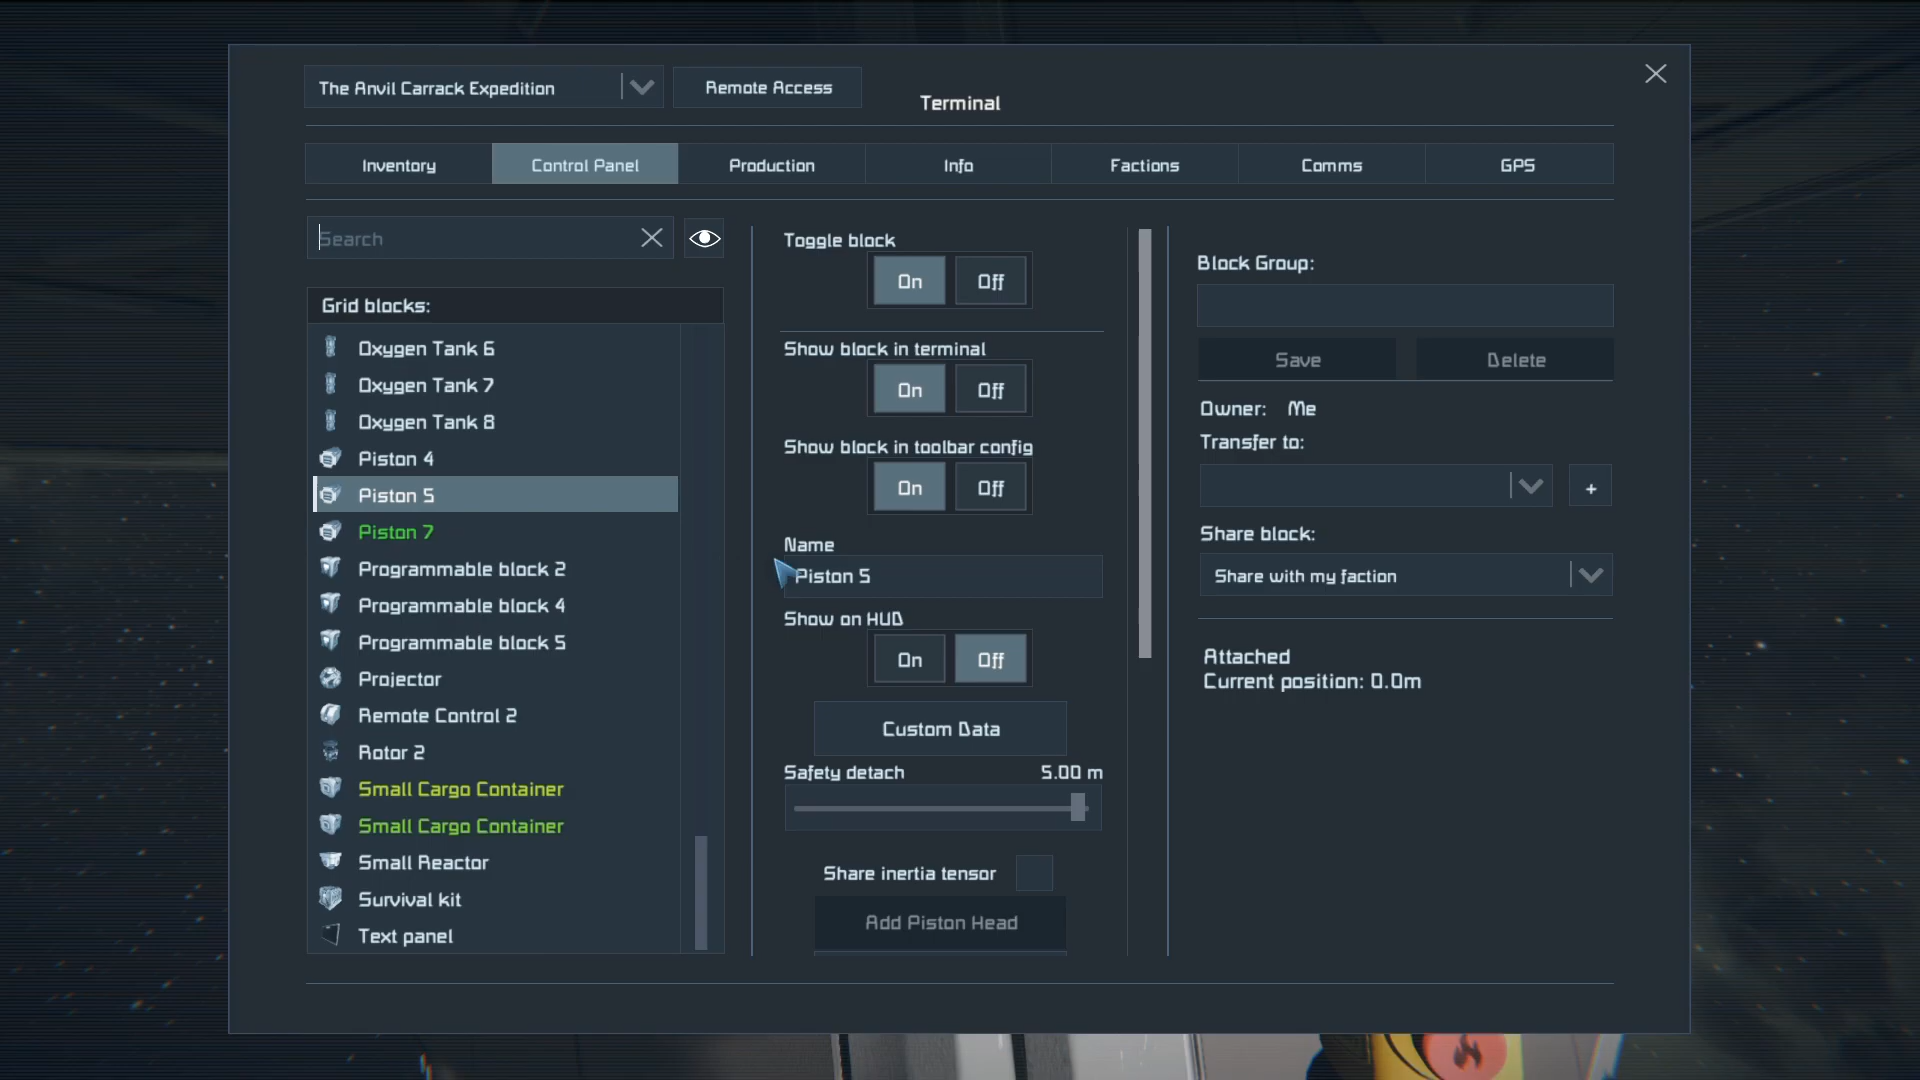 The Anvil Carrack Expedition
Remote Access
Terminal
Inventory
Control Panel
Production
Info
Factions
Comms
GPS
Search
Grid blocks:
Oxygen Tank 6
Oxygen Tank 7
Oxygen Tank 8
Piston 4
Piston 5
Piston 7
Programmable block 2
Programmable block 4
Programmable block 5
Projector
Remote Control 2
Rotor 2
Small Cargo Container
Small Cargo Container
Small Reactor
Survival kit
Text panel
Toggle block
On Off
Show block in terminal
On Off
Show block in toolbar config
On Off
Name
Piston 5
Show on HUD
On Off
Custom Data
Safety detach 5.00 m
Share inertia tensor
Add Piston Head
Block Group:
Save Delete
Owner: Me
Transfer to:
+
Share block:
Share with my faction
Attached
Current position: 0.0m